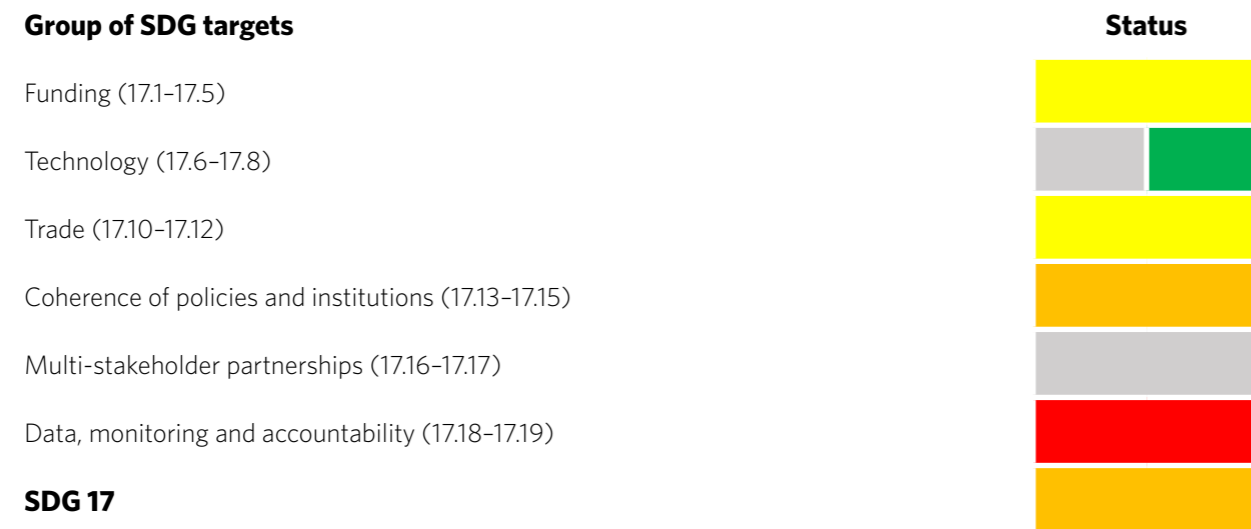 Group of SDG targets Status
Funding (17.1–17.5)
Technology (17.6–17.8)
Trade (17.10–17.12)
Coherence of policies and institutions (17.13–17.15)
Multi-stakeholder partnerships (17.16–17.17)
Data, monitoring and accountability (17.18–17.19)
SDG 17